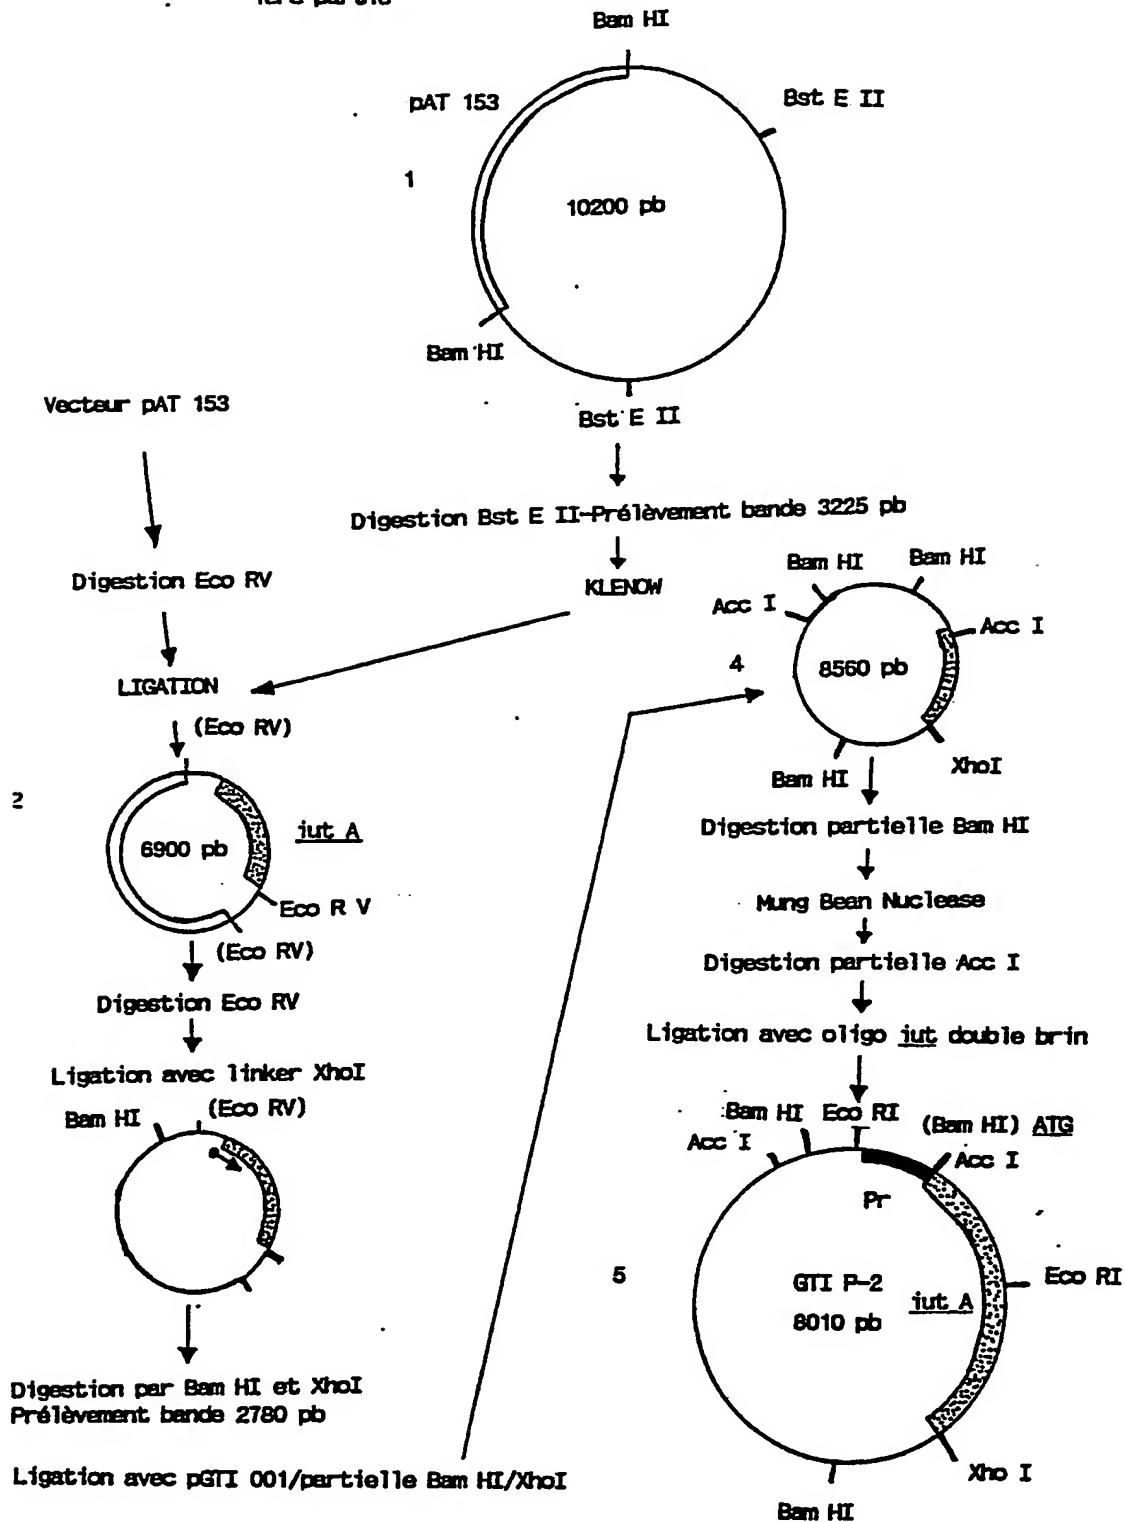 Bam HI
pAT 153
Bst E II
1
10200 pb
Bam HI
Bst E II
Vecteur pAT 153
Digestion Bst E II-Prélèvement bande 3225 pb
Digestion Eco RV
KLENOW
LIGATION
(Eco RV)
2
6900 pb
iut A
Eco R V
(Eco RV)
Digestion Eco RV
Ligation avec linker XhoI
Bam HI
(Eco RV)
Digestion par Bam HI et XhoI
Prélèvement bande 2780 pb
Ligation avec pGTI 001/partielle Bam HI/XhoI
Bam HI
Bam HI
Acc I
Acc I
4
8560 pb
Bam HI
XhoI
Digestion partielle Bam HI
Mung Bean Nuclease
Digestion partielle Acc I
Ligation avec oligo iut double brin
Bam HI
Eco RI
(Bam HI) ATG
Acc I
Acc I
Pr
5
GTI P-2
8010 pb
iut A
Eco RI
Xho I
Bam HI